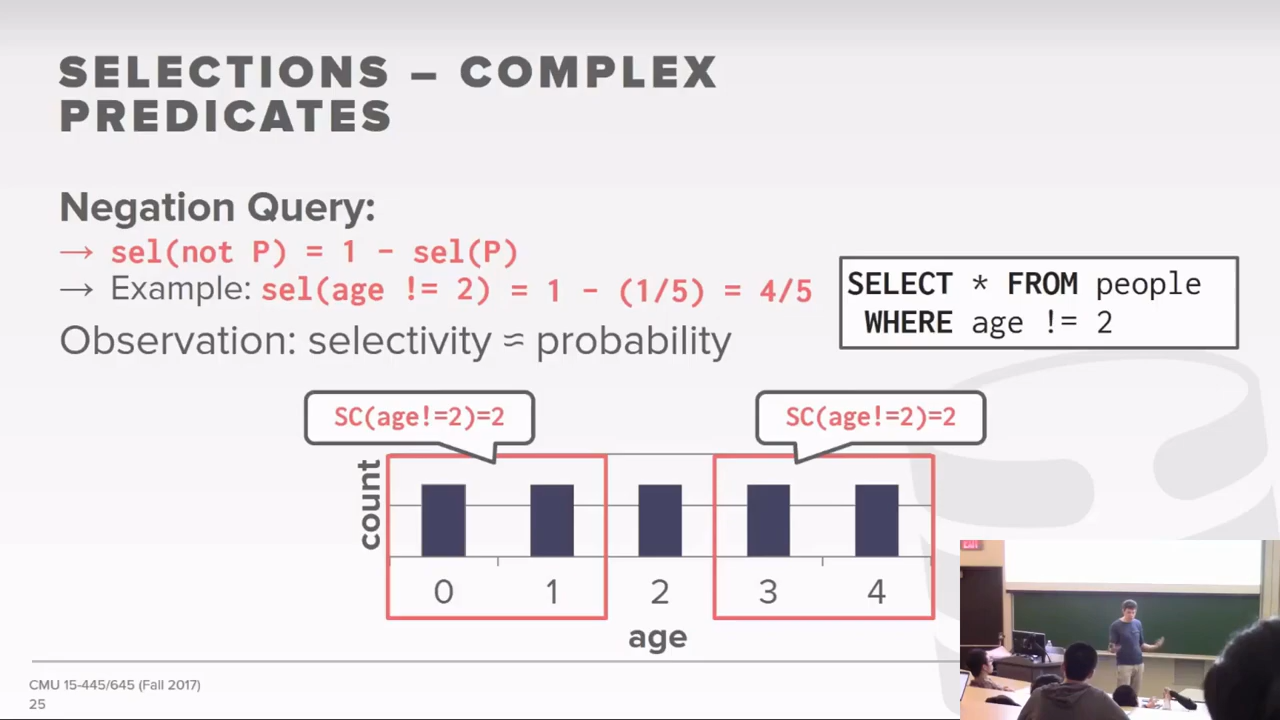 SELECTIONS – COMPLEX
PREDICATES
Negation Query:
→ sel(not P) = 1 - sel(P)
→ Example: sel(age != 2) = 1 - (1/5) = 4/5
Observation: selectivity ≈ probability
SELECT * FROM people
WHERE age != 2
SC(age!=2)=2
SC(age!=2)=2
count
0 1 2 3 4
age
CMU 15-445/645 (Fall 2017)
25
EXIT